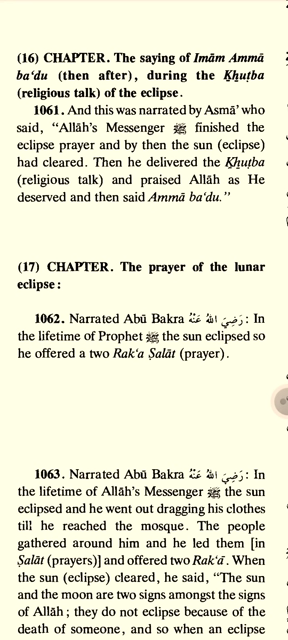 (16) CHAPTER. The saying of Imām Ammā
ba'du (then after), during the Khuṭba
(religious talk) of the eclipse.
1061. And this was narrated by Asmā' who
said, "Allāh's Messenger ﷺ finished the
eclipse prayer and by then the sun (eclipse)
had cleared. Then he delivered the Khuṭba
(religious talk) and praised Allāh as He
deserved and then said Ammā ba'du."
(17) CHAPTER. The prayer of the lunar
eclipse:
1062. Narrated Abū Bakra رَضِيَ اللهُ عَنْهُ: In
the lifetime of Prophet ﷺ the sun eclipsed so
he offered a two Rak'a Ṣalāt (prayer).
1063. Narrated Abū Bakra رَضِيَ اللهُ عَنْهُ: In
the lifetime of Allāh's Messenger ﷺ the sun
eclipsed and he went out dragging his clothes
till he reached the mosque. The people
gathered around him and he led them [in
Ṣalāt (prayers)] and offered two Rak'ā. When
the sun (eclipse) cleared, he said, "The sun
and the moon are two signs amongst the signs
of Allāh; they do not eclipse because of the
death of someone, and so when an eclipse